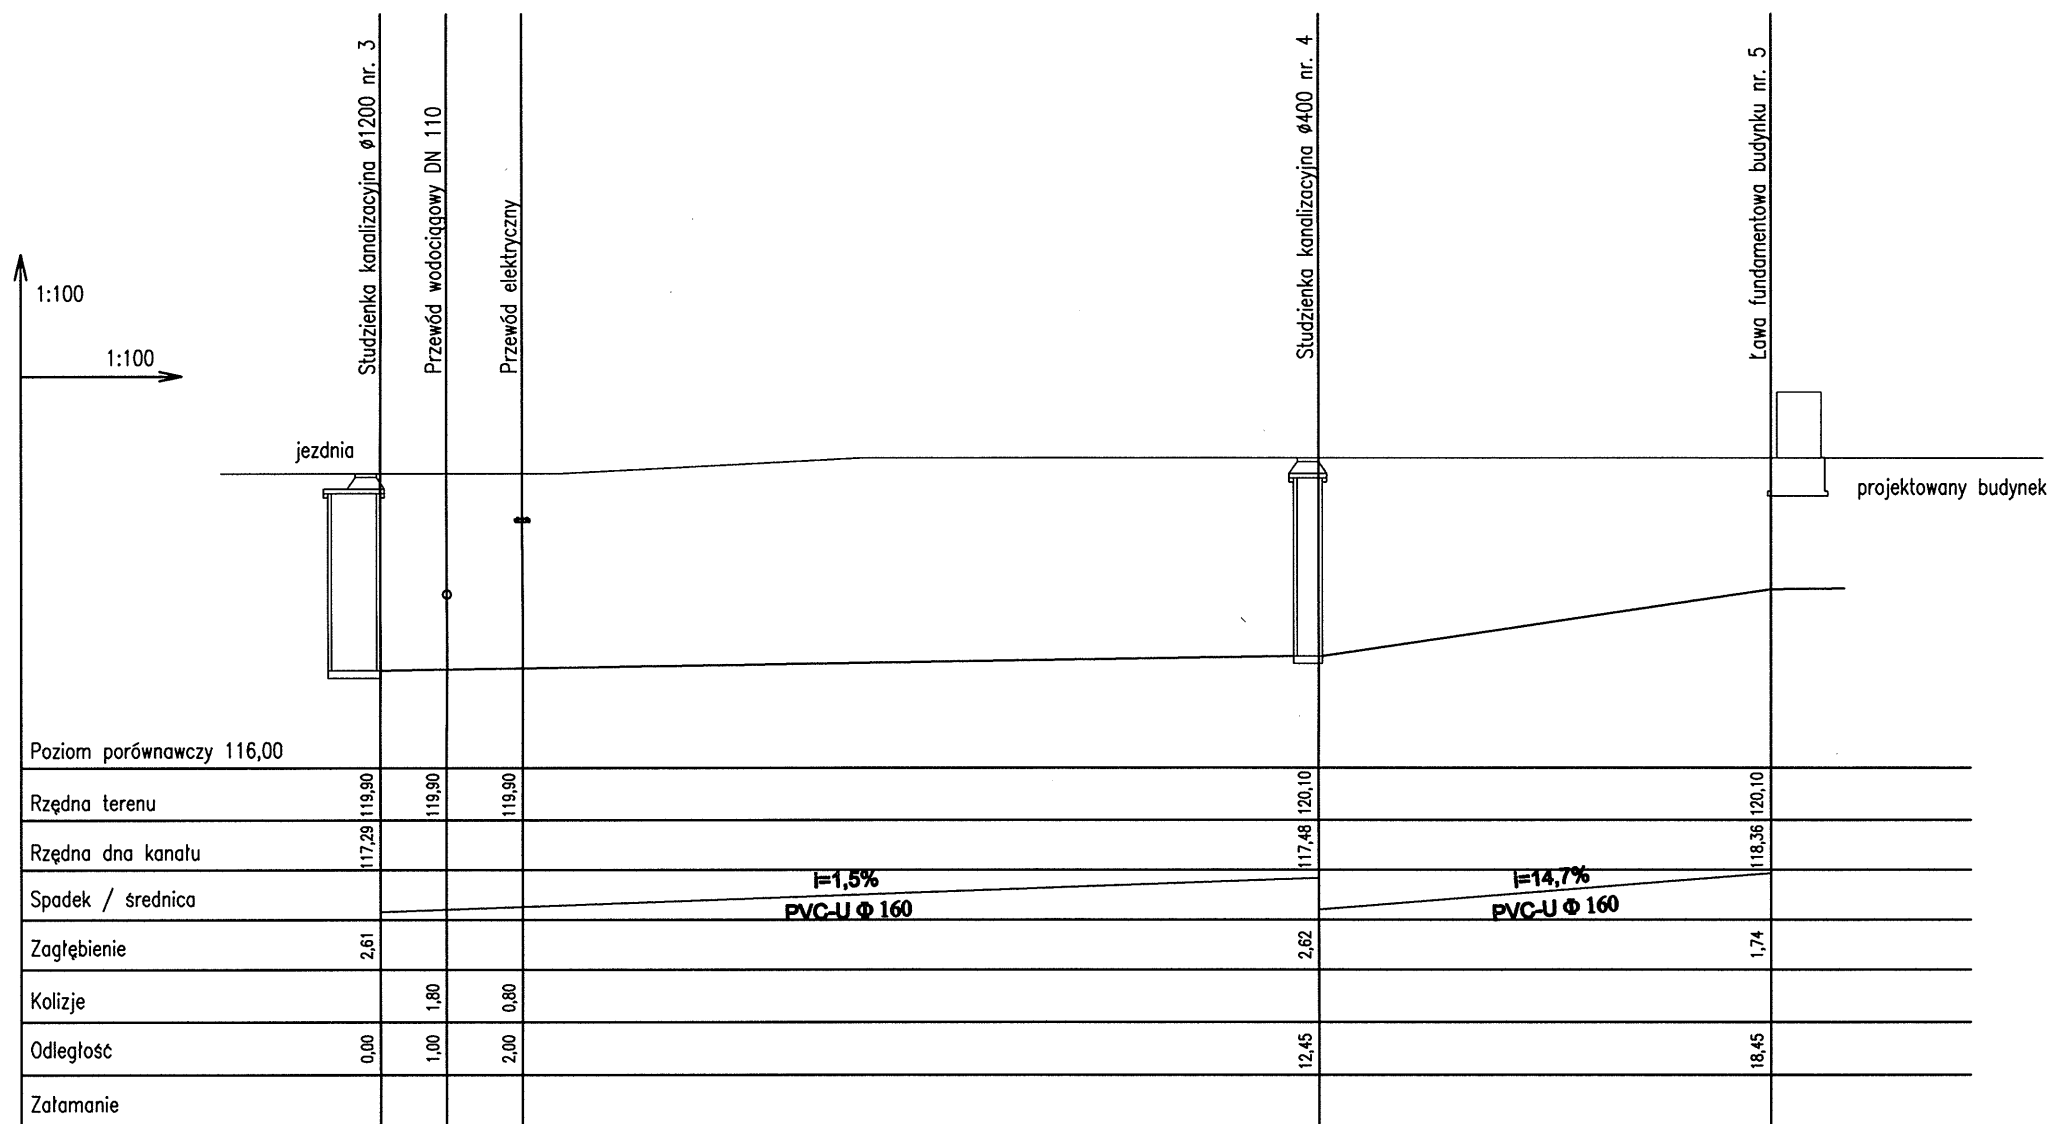 Studzienka kanalizacyjna ø1200 nr. 3
Przewód wodociągowy DN 110
Przewód elektryczny
Studzienka kanalizacyjna ø400 nr. 4
Ława fundamentowa budynku nr. 5
1:100
1:100
jezdnia
projektowany budynek
Poziom porównawczy 116,00
Rzędna terenu 119,90 119,90 119,90 120,10 120,10
Rzędna dna kanału 117,29 117,48 118,36
i=1,5% i=14,7%
Spadek / średnica
PVC-U Φ 160 PVC-U Φ 160
Zagłębienie 2,61 2,62 1,74
Kolizje 1,80 0,80
Odległość 0,00 1,00 2,00 12,45 18,45
Załamanie